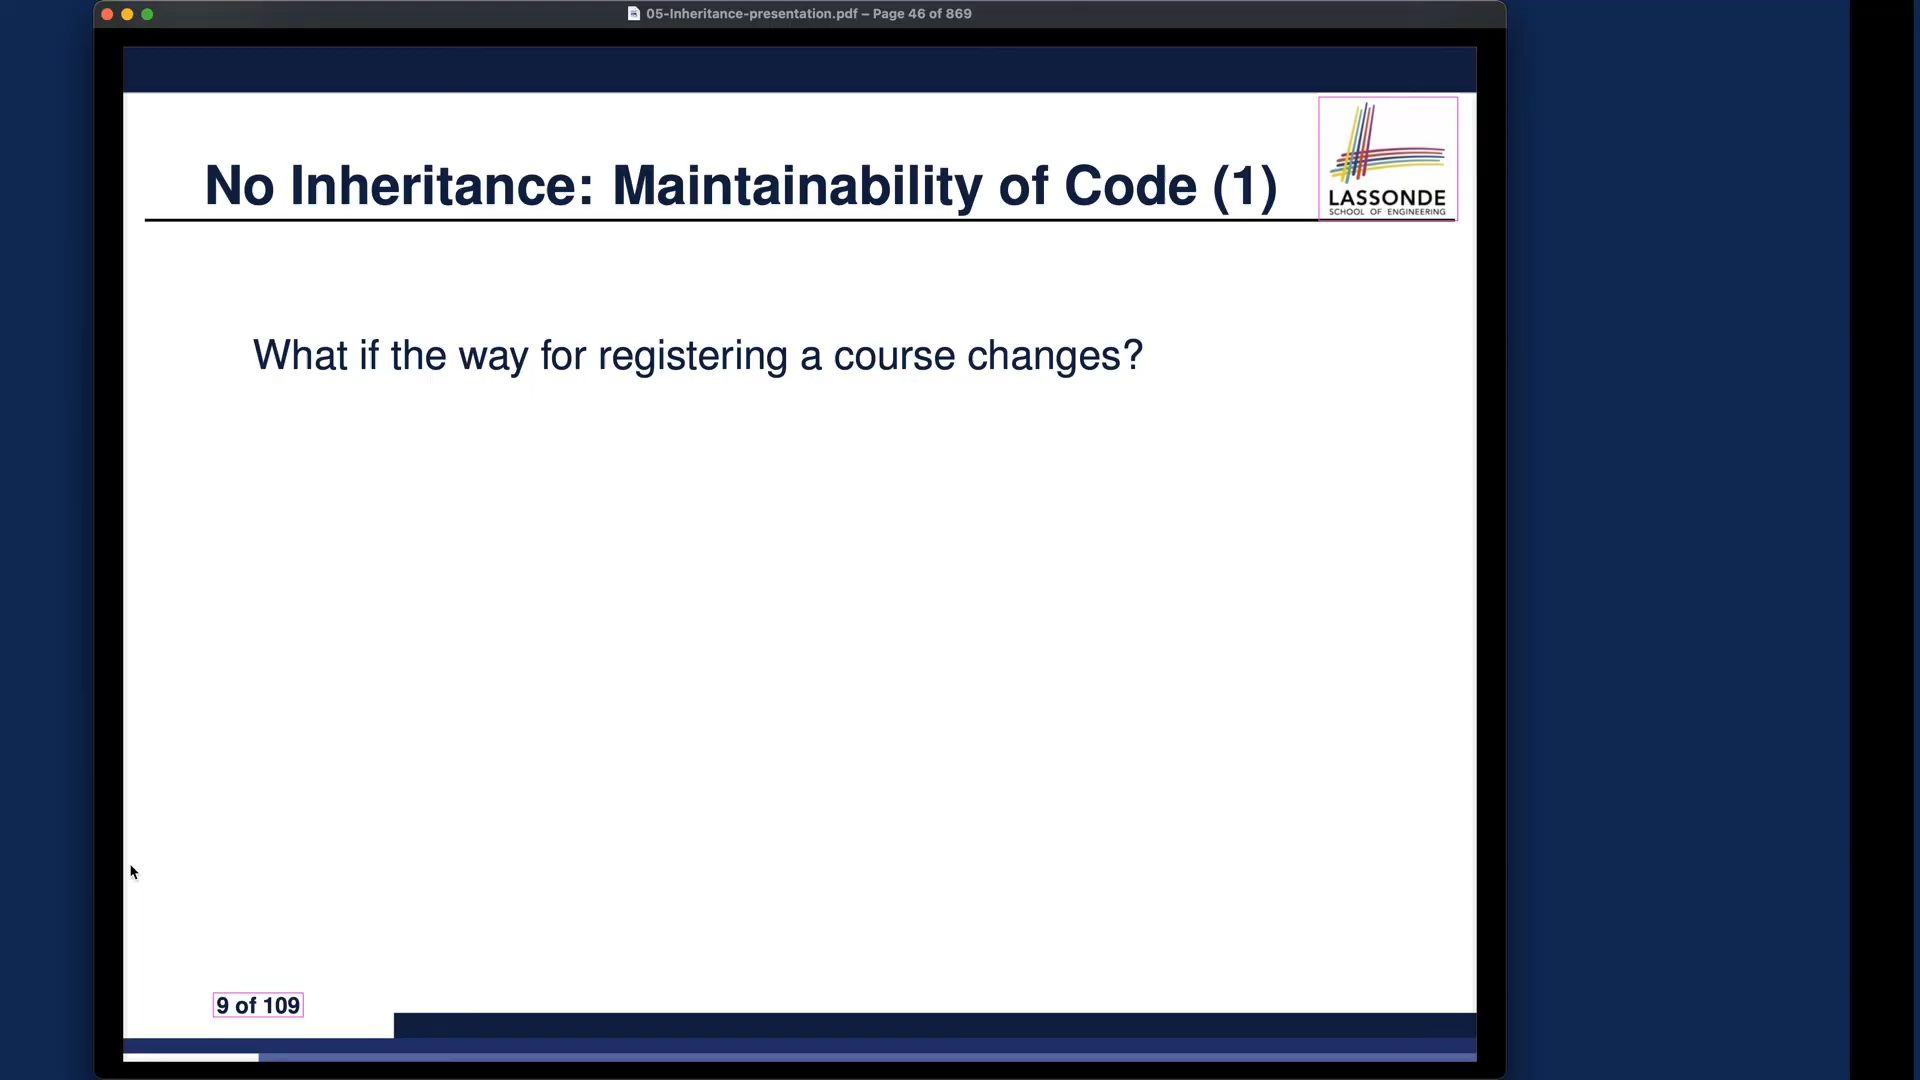 05-Inheritance-presentation.pdf – Page 46 of 869
No Inheritance: Maintainability of Code (1)
LASSONDE
SCHOOL OF ENGINEERING
What if the way for registering a course changes?
9 of 109